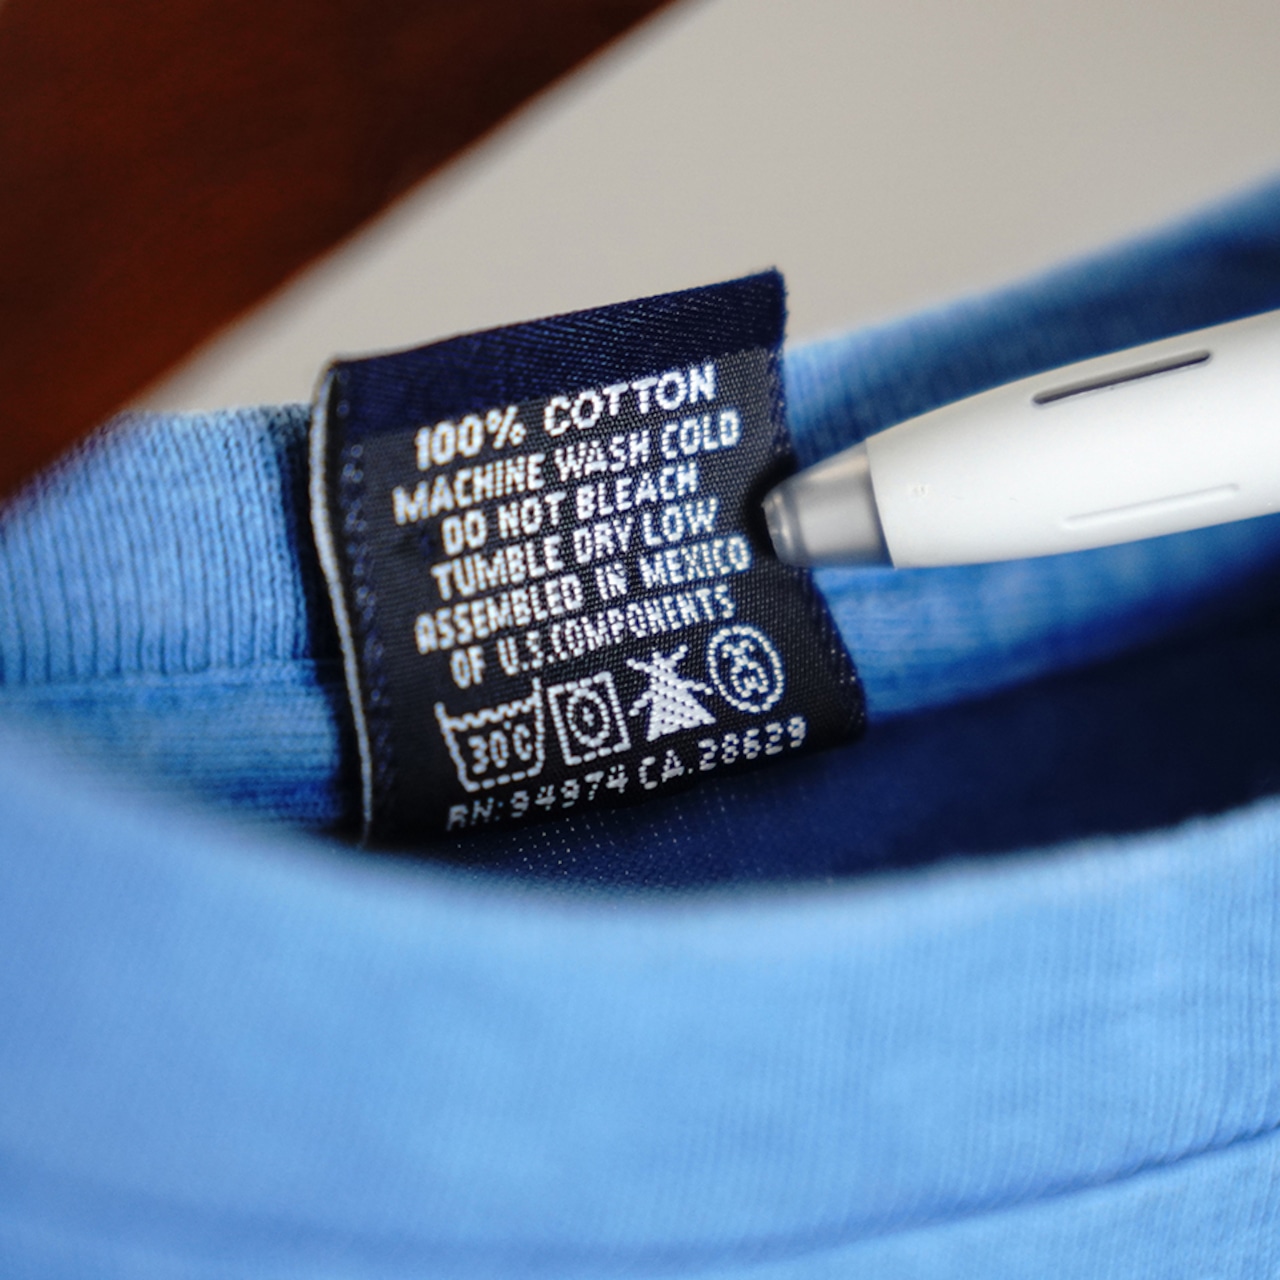 100% COTTON
MACHINE WASH COLD
DO NOT BLEACH
TUMBLE DRY LOW
ASSEMBLED IN MEXICO
OF U.S.COMPONENTS
30°C
RN: 94974 CA.28629